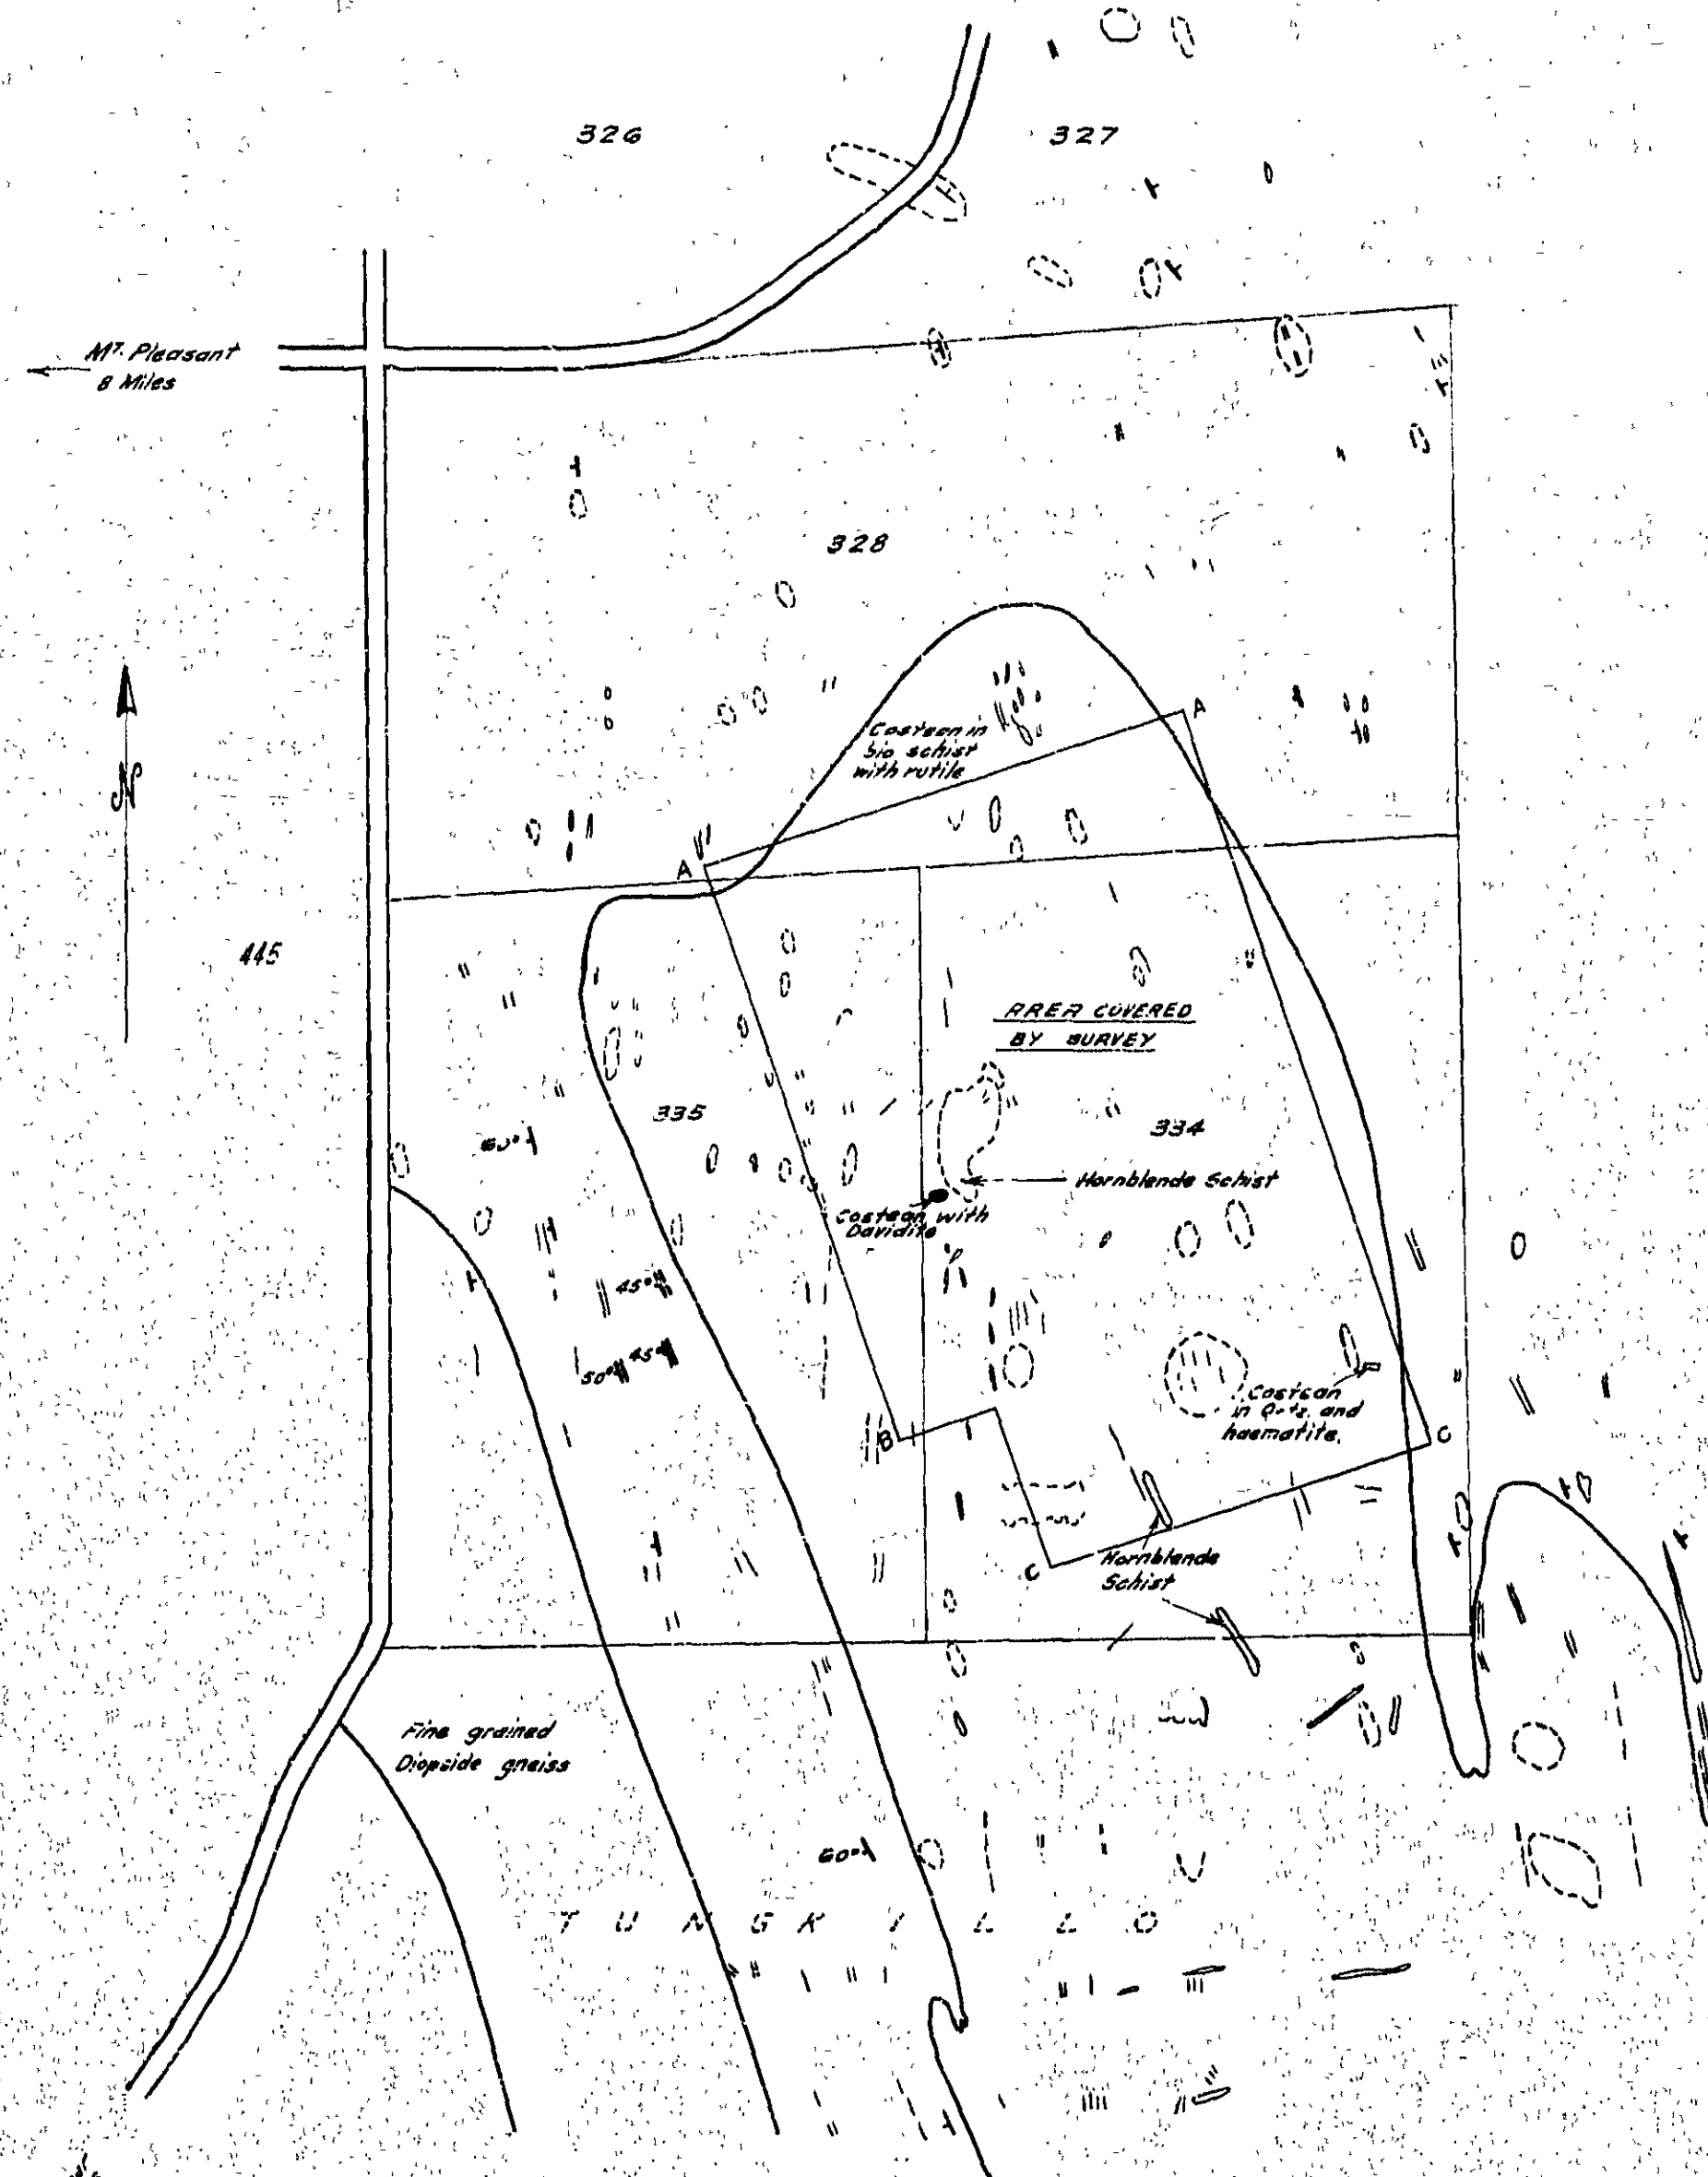 326
327
MT. Pleasant
8 Miles
328
N
Costean in
bio schist
with rutile
A
A
445
AREA COVERED
BY SURVEY
335
334
60°
Hornblende Schist
Costean with
Davidite
45°
45°
50°
Costean
in Qrtz. and
haematite.
B
C
C
Hornblende
Schist
Fine grained
Diopside gneiss
60°
TUNGKILLO